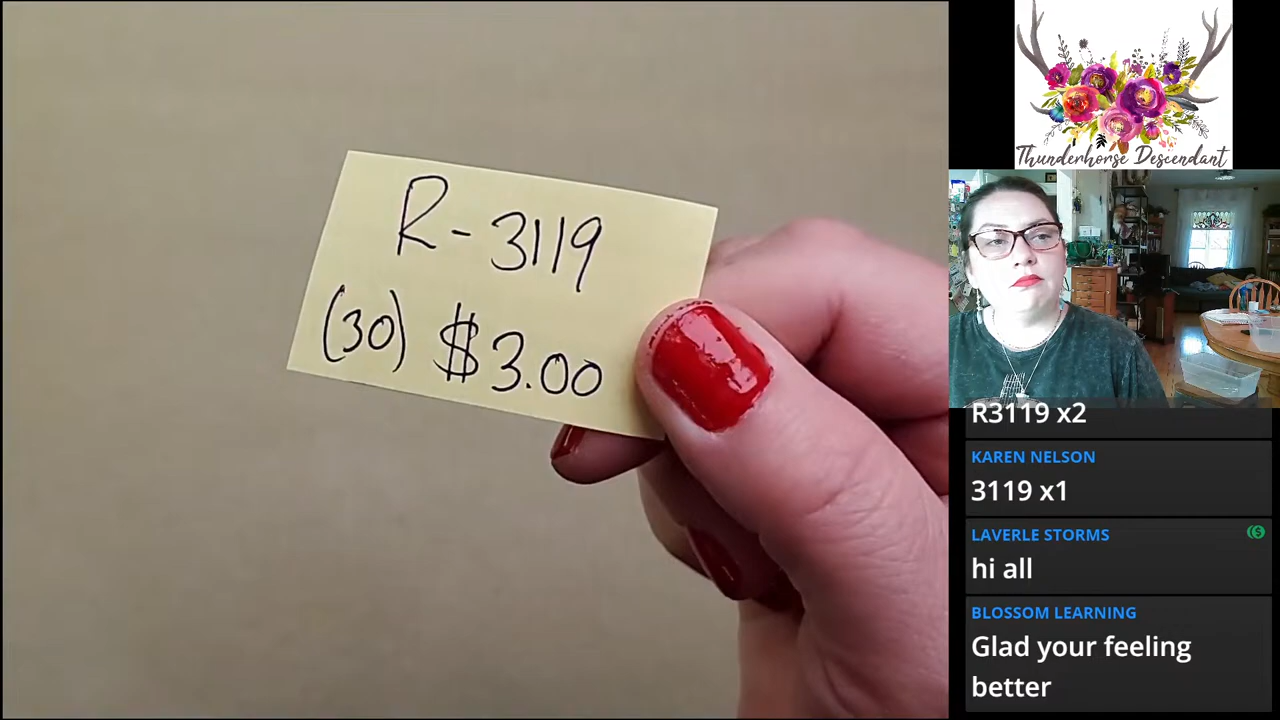 R-3119
(30) $3.00
Thunderhorse Descendant
R3119 x2
KAREN NELSON
3119 x1
LAVERLE STORMS
hi all
BLOSSOM LEARNING
Glad your feeling
better